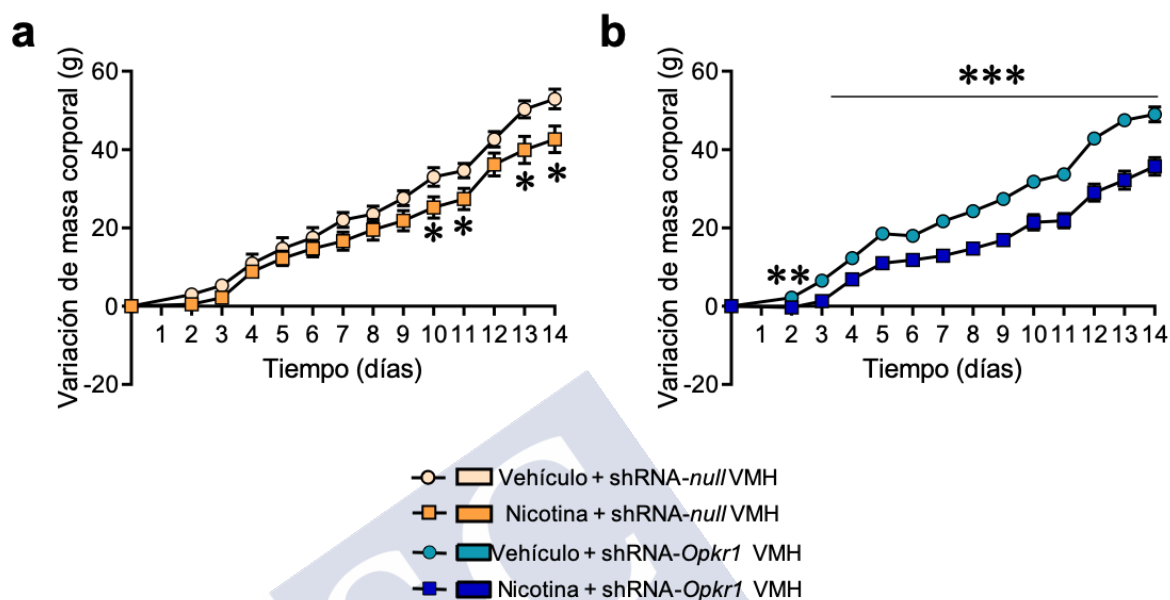 a
Variación de masa corporal (g)
60
40
20
0
-20
*
*
*
*
1 2 3 4 5 6 7 8 9 10 11 12 13 14
Tiempo (días)
b
Variación de masa corporal (g)
60
40
20
0
-20
***
**
1 2 3 4 5 6 7 8 9 10 11 12 13 14
Tiempo (días)
Vehículo + shRNA-null VMH
Nicotina + shRNA-null VMH
Vehículo + shRNA-Opkr1 VMH
Nicotina + shRNA-Opkr1 VMH